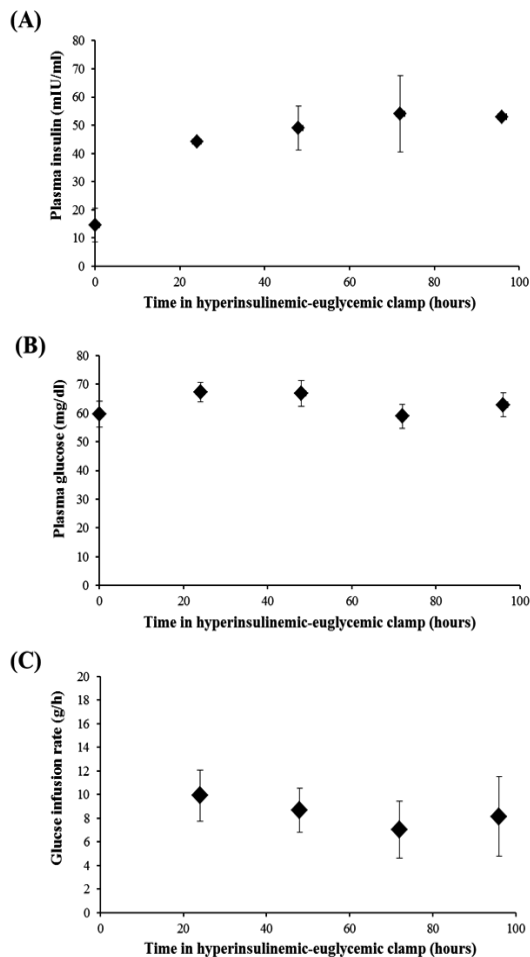 (A)
Plasma insulin (mIU/ml)
80
70
60
50
40
30
20
10
0
0 20 40 60 80 100
Time in hyperinsulinemic-euglycemic clamp (hours)
(B)
Plasma glucose (mg/dl)
80
70
60
50
40
30
20
10
0
0 20 40 60 80 100
Time in hyperinsulinemic-euglycemic clamp (hours)
(C)
Glucse infusion rate (g/h)
20
18
16
14
12
10
8
6
4
2
0
0 20 40 60 80 100
Time in hyperinsulinemic-euglycemic clamp (hours)